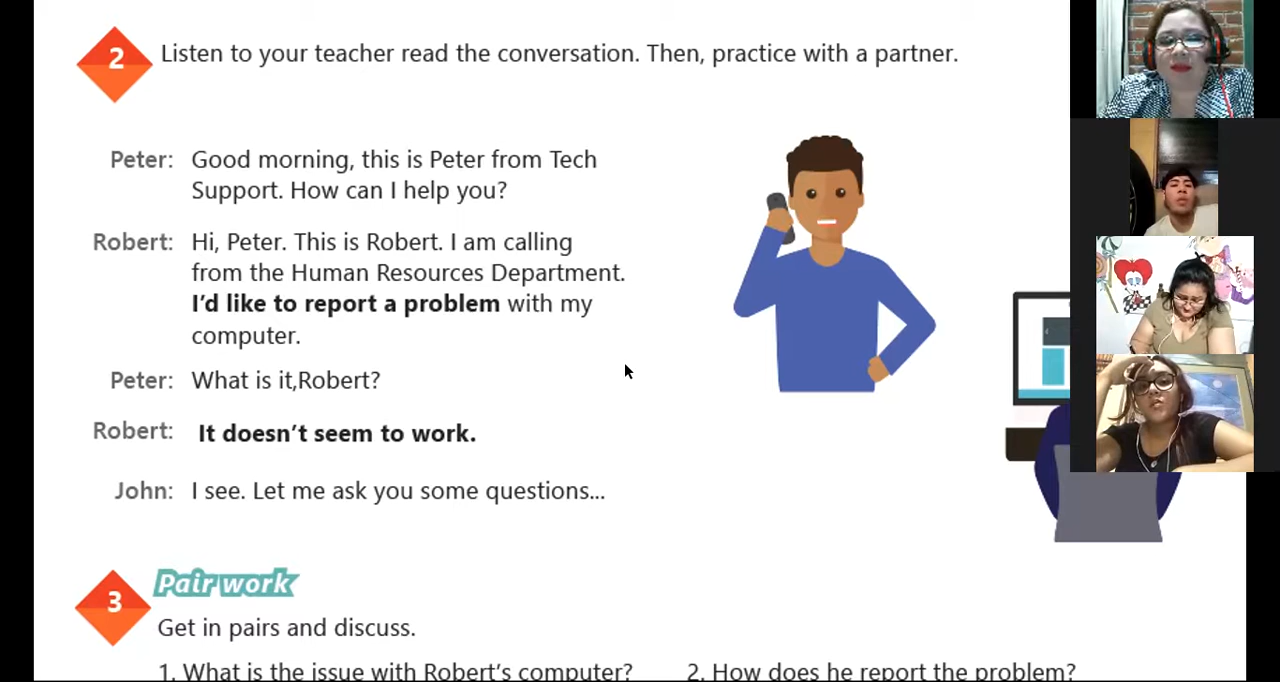 2 Listen to your teacher read the conversation. Then, practice with a partner.
Peter: Good morning, this is Peter from Tech
Support. How can I help you?
Robert: Hi, Peter. This is Robert. I am calling
from the Human Resources Department.
I'd like to report a problem with my
computer.
Peter: What is it,Robert?
Robert: It doesn't seem to work.
John: I see. Let me ask you some questions...
3 Pair work
Get in pairs and discuss.
1. What is the issue with Robert's computer? 2. How does he report the problem?